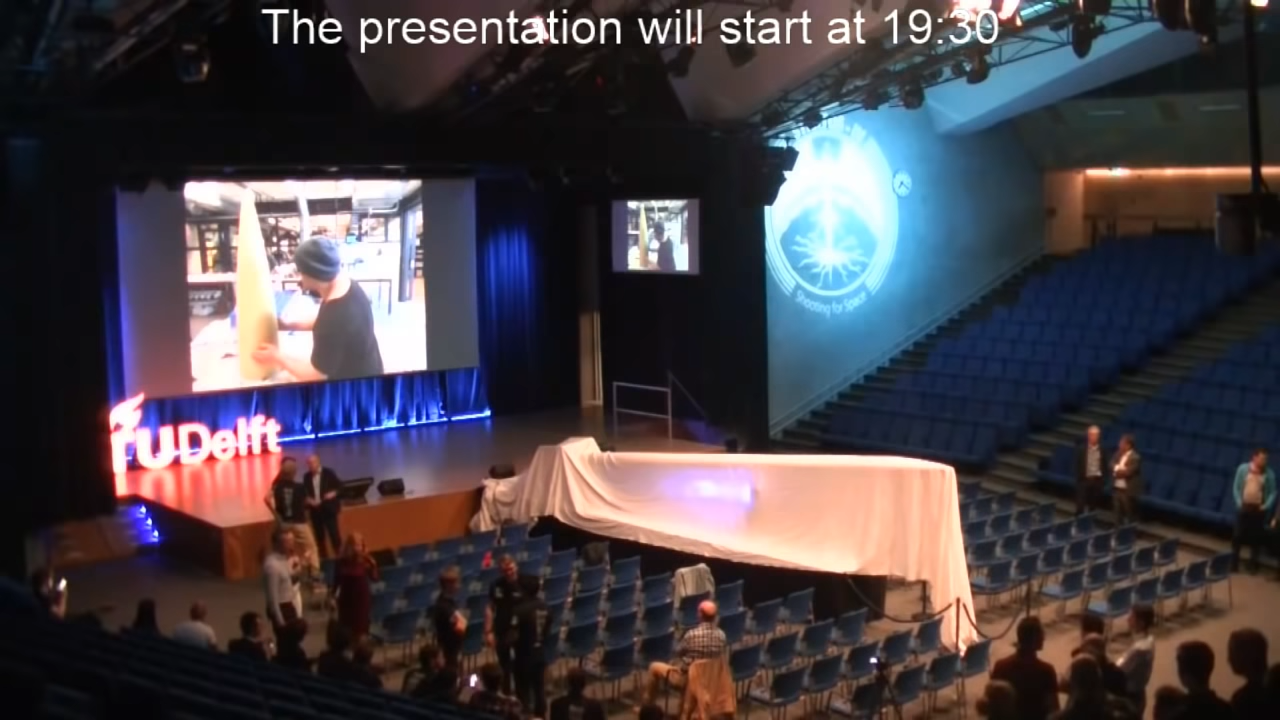 The presentation will start at 19:30
TUDelft
Shooting for Space